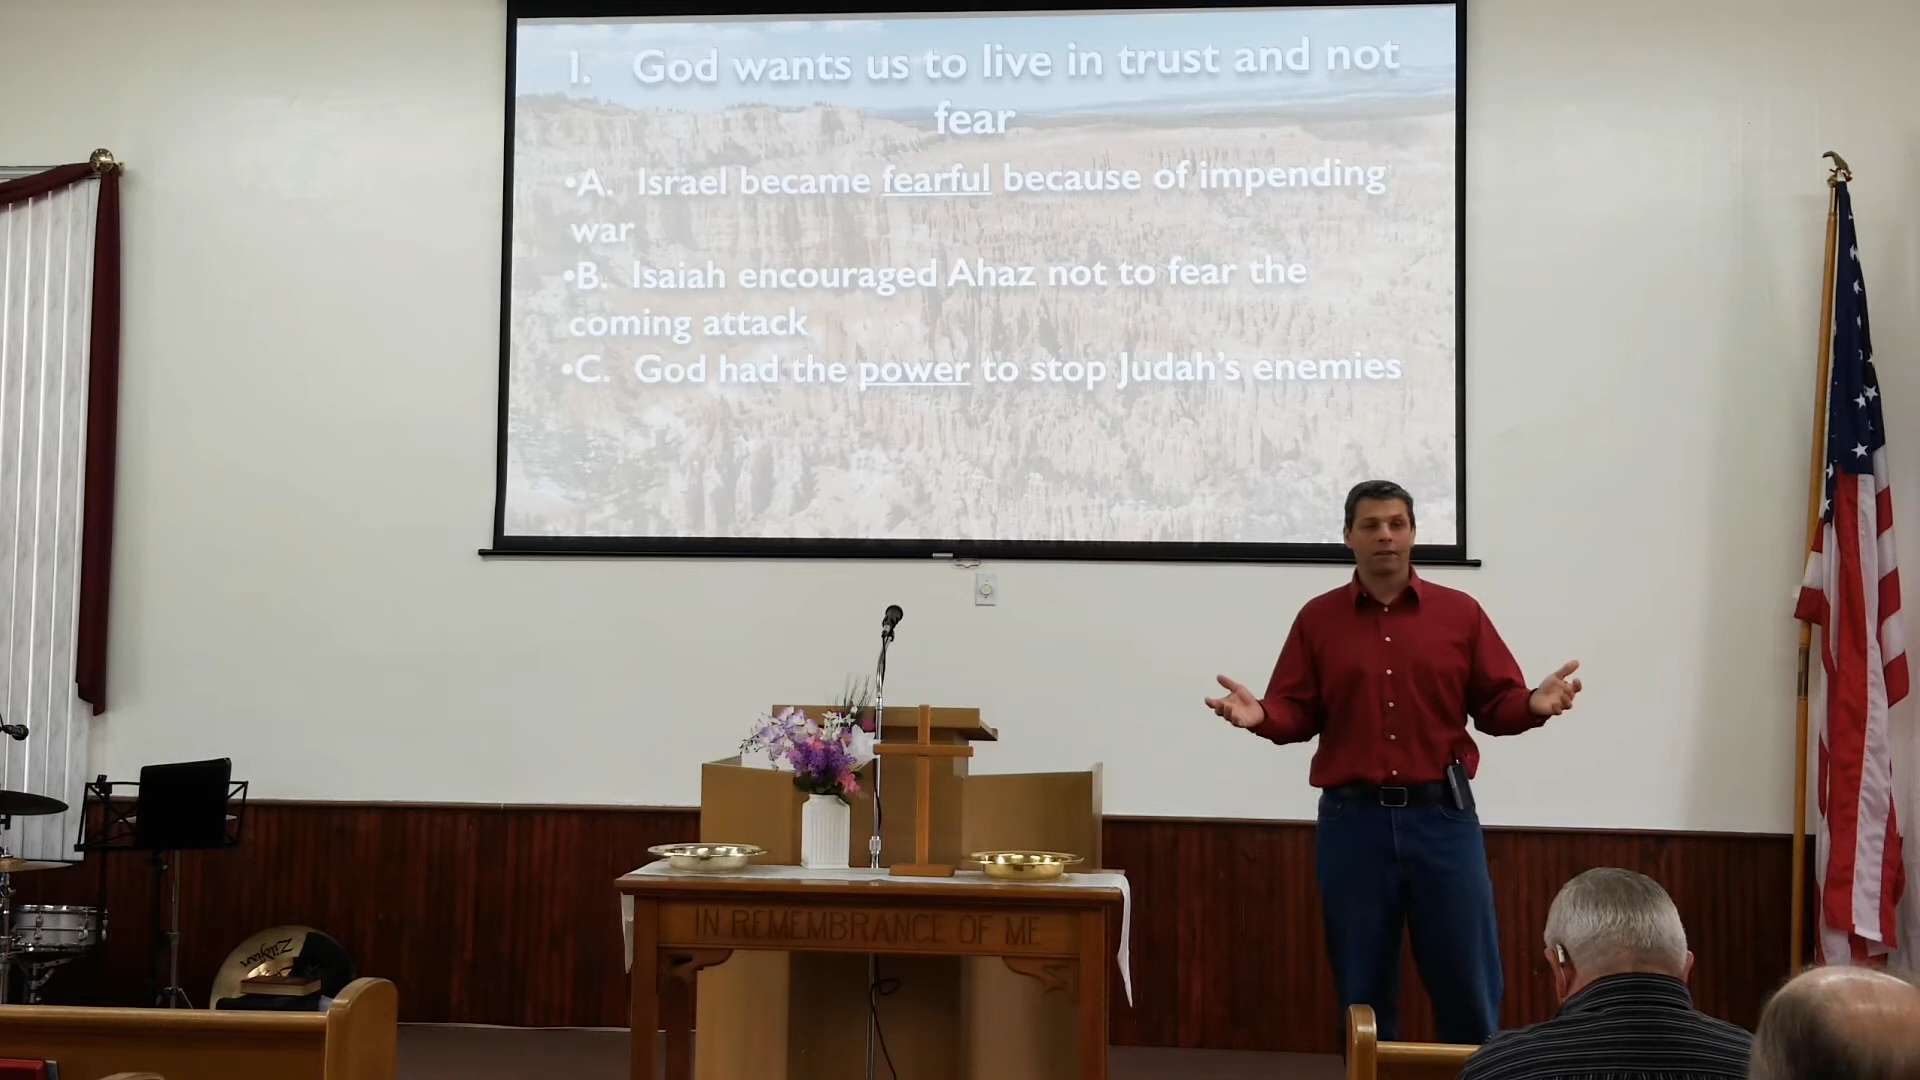 1. God wants us to live in trust and not
fear
•A. Israel became fearful because of impending
war
•B. Isaiah encouraged Ahaz not to fear the
coming attack
•C. God had the power to stop Judah's enemies
IN REMEMBRANCE OF ME
Zildjian